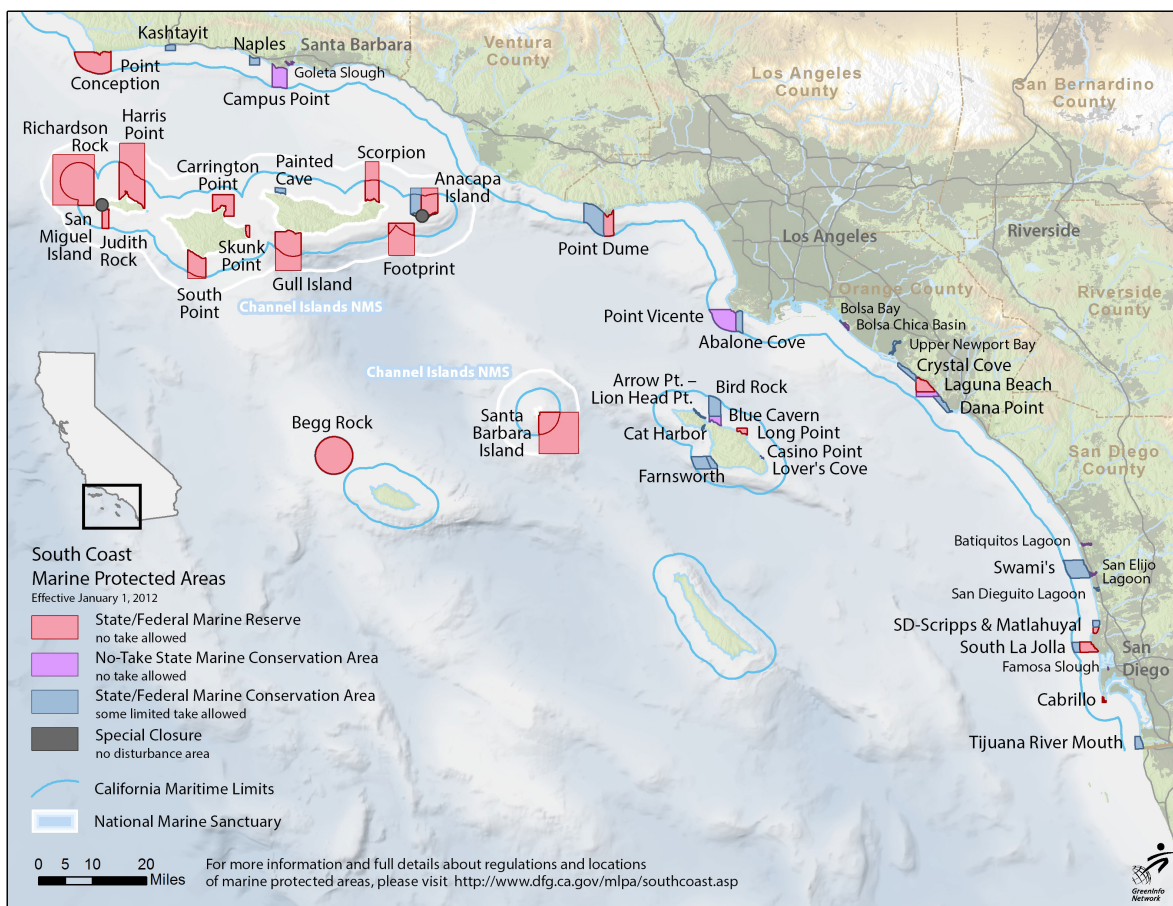 Kashtayit
Naples
Santa Barbara
Goleta Slough
Point
Conception
Campus Point
Ventura
County
Los Angeles
County
San Bernardino
County
Richardson
Rock
Harris
Point
Carrington
Point
Painted
Cave
Scorpion
Anacapa
Island
San
Miguel
Island
Judith
Rock
Skunk
Point
South
Point
Gull Island
Footprint
Point Dume
Los Angeles
Riverside
Channel Islands NMS
Orange County
Riverside
County
Point Vicente
Abalone Cove
Bolsa Bay
Bolsa Chica Basin
Upper Newport Bay
Crystal Cove
Laguna Beach
Dana Point
Channel Islands NMS
Arrow Pt. –
Lion Head Pt.
Bird Rock
Blue Cavern
Cat Harbor
Long Point
Casino Point
Lover's Cove
Farnsworth
Santa
Barbara
Island
Begg Rock
San Diego
County
Batiquitos Lagoon
Swami's
San Elijo
Lagoon
San Dieguito Lagoon
SD-Scripps & Matlahuyal
South La Jolla
San
Diego
Famosa Slough
Cabrillo
Tijuana River Mouth
South Coast
Marine Protected Areas
Effective January 1, 2012
State/Federal Marine Reserve
no take allowed
No-Take State Marine Conservation Area
no take allowed
State/Federal Marine Conservation Area
some limited take allowed
Special Closure
no disturbance area
California Maritime Limits
National Marine Sanctuary
0 5 10 20
Miles
For more information and full details about regulations and locations
of marine protected areas, please visit http://www.dfg.ca.gov/mlpa/southcoast.asp
GreenInfo
Network